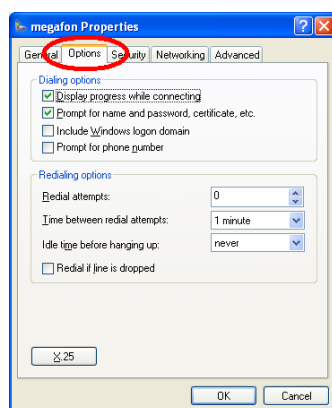 megafon Properties
General Options Security Networking Advanced
Dialing options
Display progress while connecting
Prompt for name and password, certificate, etc.
Include Windows logon domain
Prompt for phone number
Redialing options
Redial attempts: 0
Time between redial attempts: 1 minute
Idle time before hanging up: never
Redial if line is dropped
X.25
OK Cancel